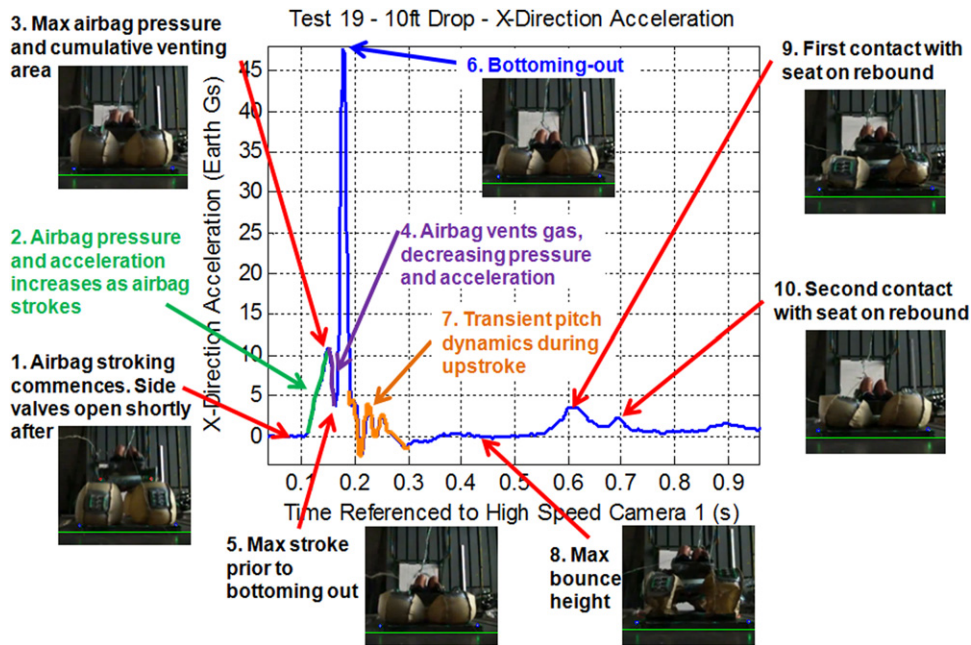 Test 19 - 10ft Drop - X-Direction Acceleration
3. Max airbag pressure
and cumulative venting
area
2. Airbag pressure
and acceleration
increases as airbag
strokes
1. Airbag stroking
commences. Side
valves open shortly
after
X-Direction Acceleration (Earth Gs)
45
40
35
30
25
20
15
10
5
0
6. Bottoming-out
4. Airbag vents gas,
decreasing pressure
and acceleration
7. Transient pitch
dynamics during
upstroke
9. First contact with
seat on rebound
10. Second contact
with seat on rebound
0.1 0.2 0.3 0.4 0.5 0.6 0.7 0.8 0.9
Time Referenced to High Speed Camera 1 (s)
5. Max stroke
prior to
bottoming out
8. Max
bounce
height